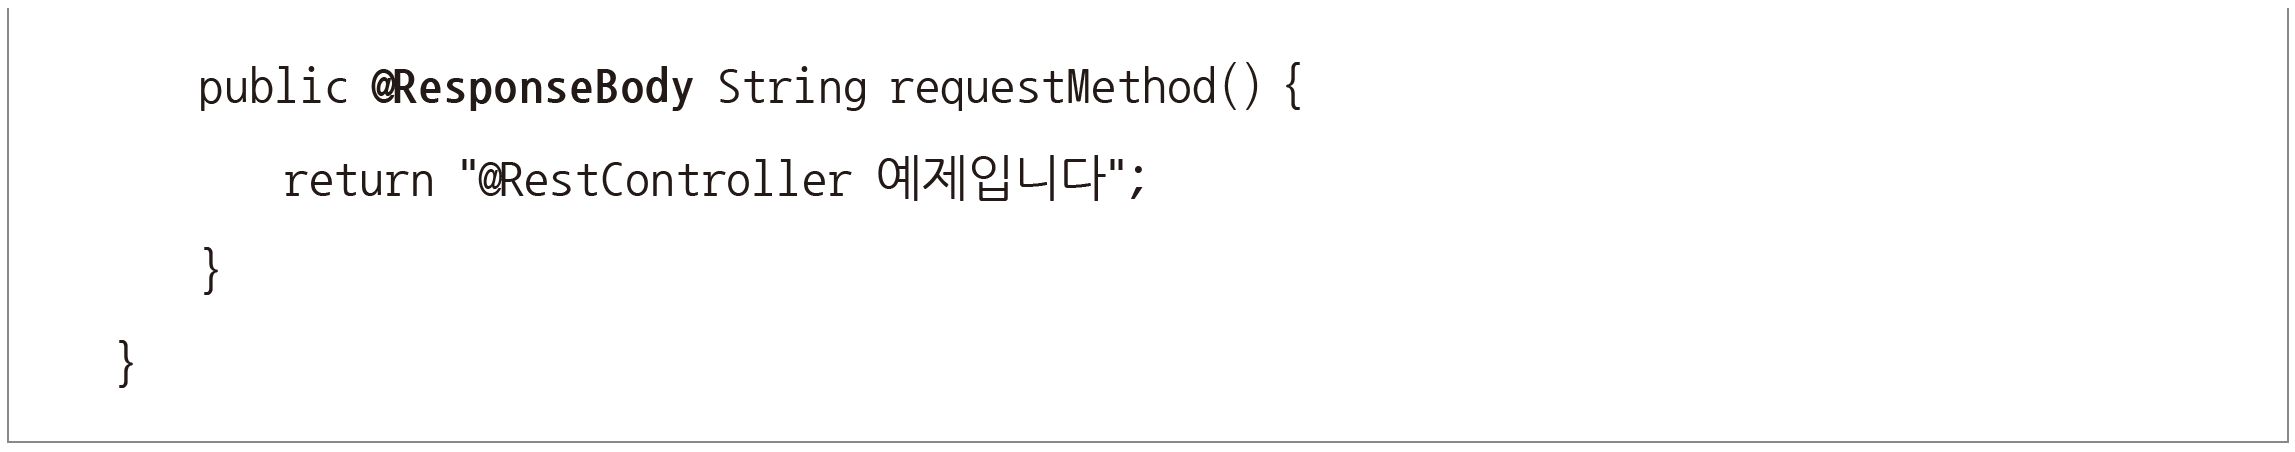 public @ResponseBody String requestMethod() {
return "@RestController 예제입니다";
}
}